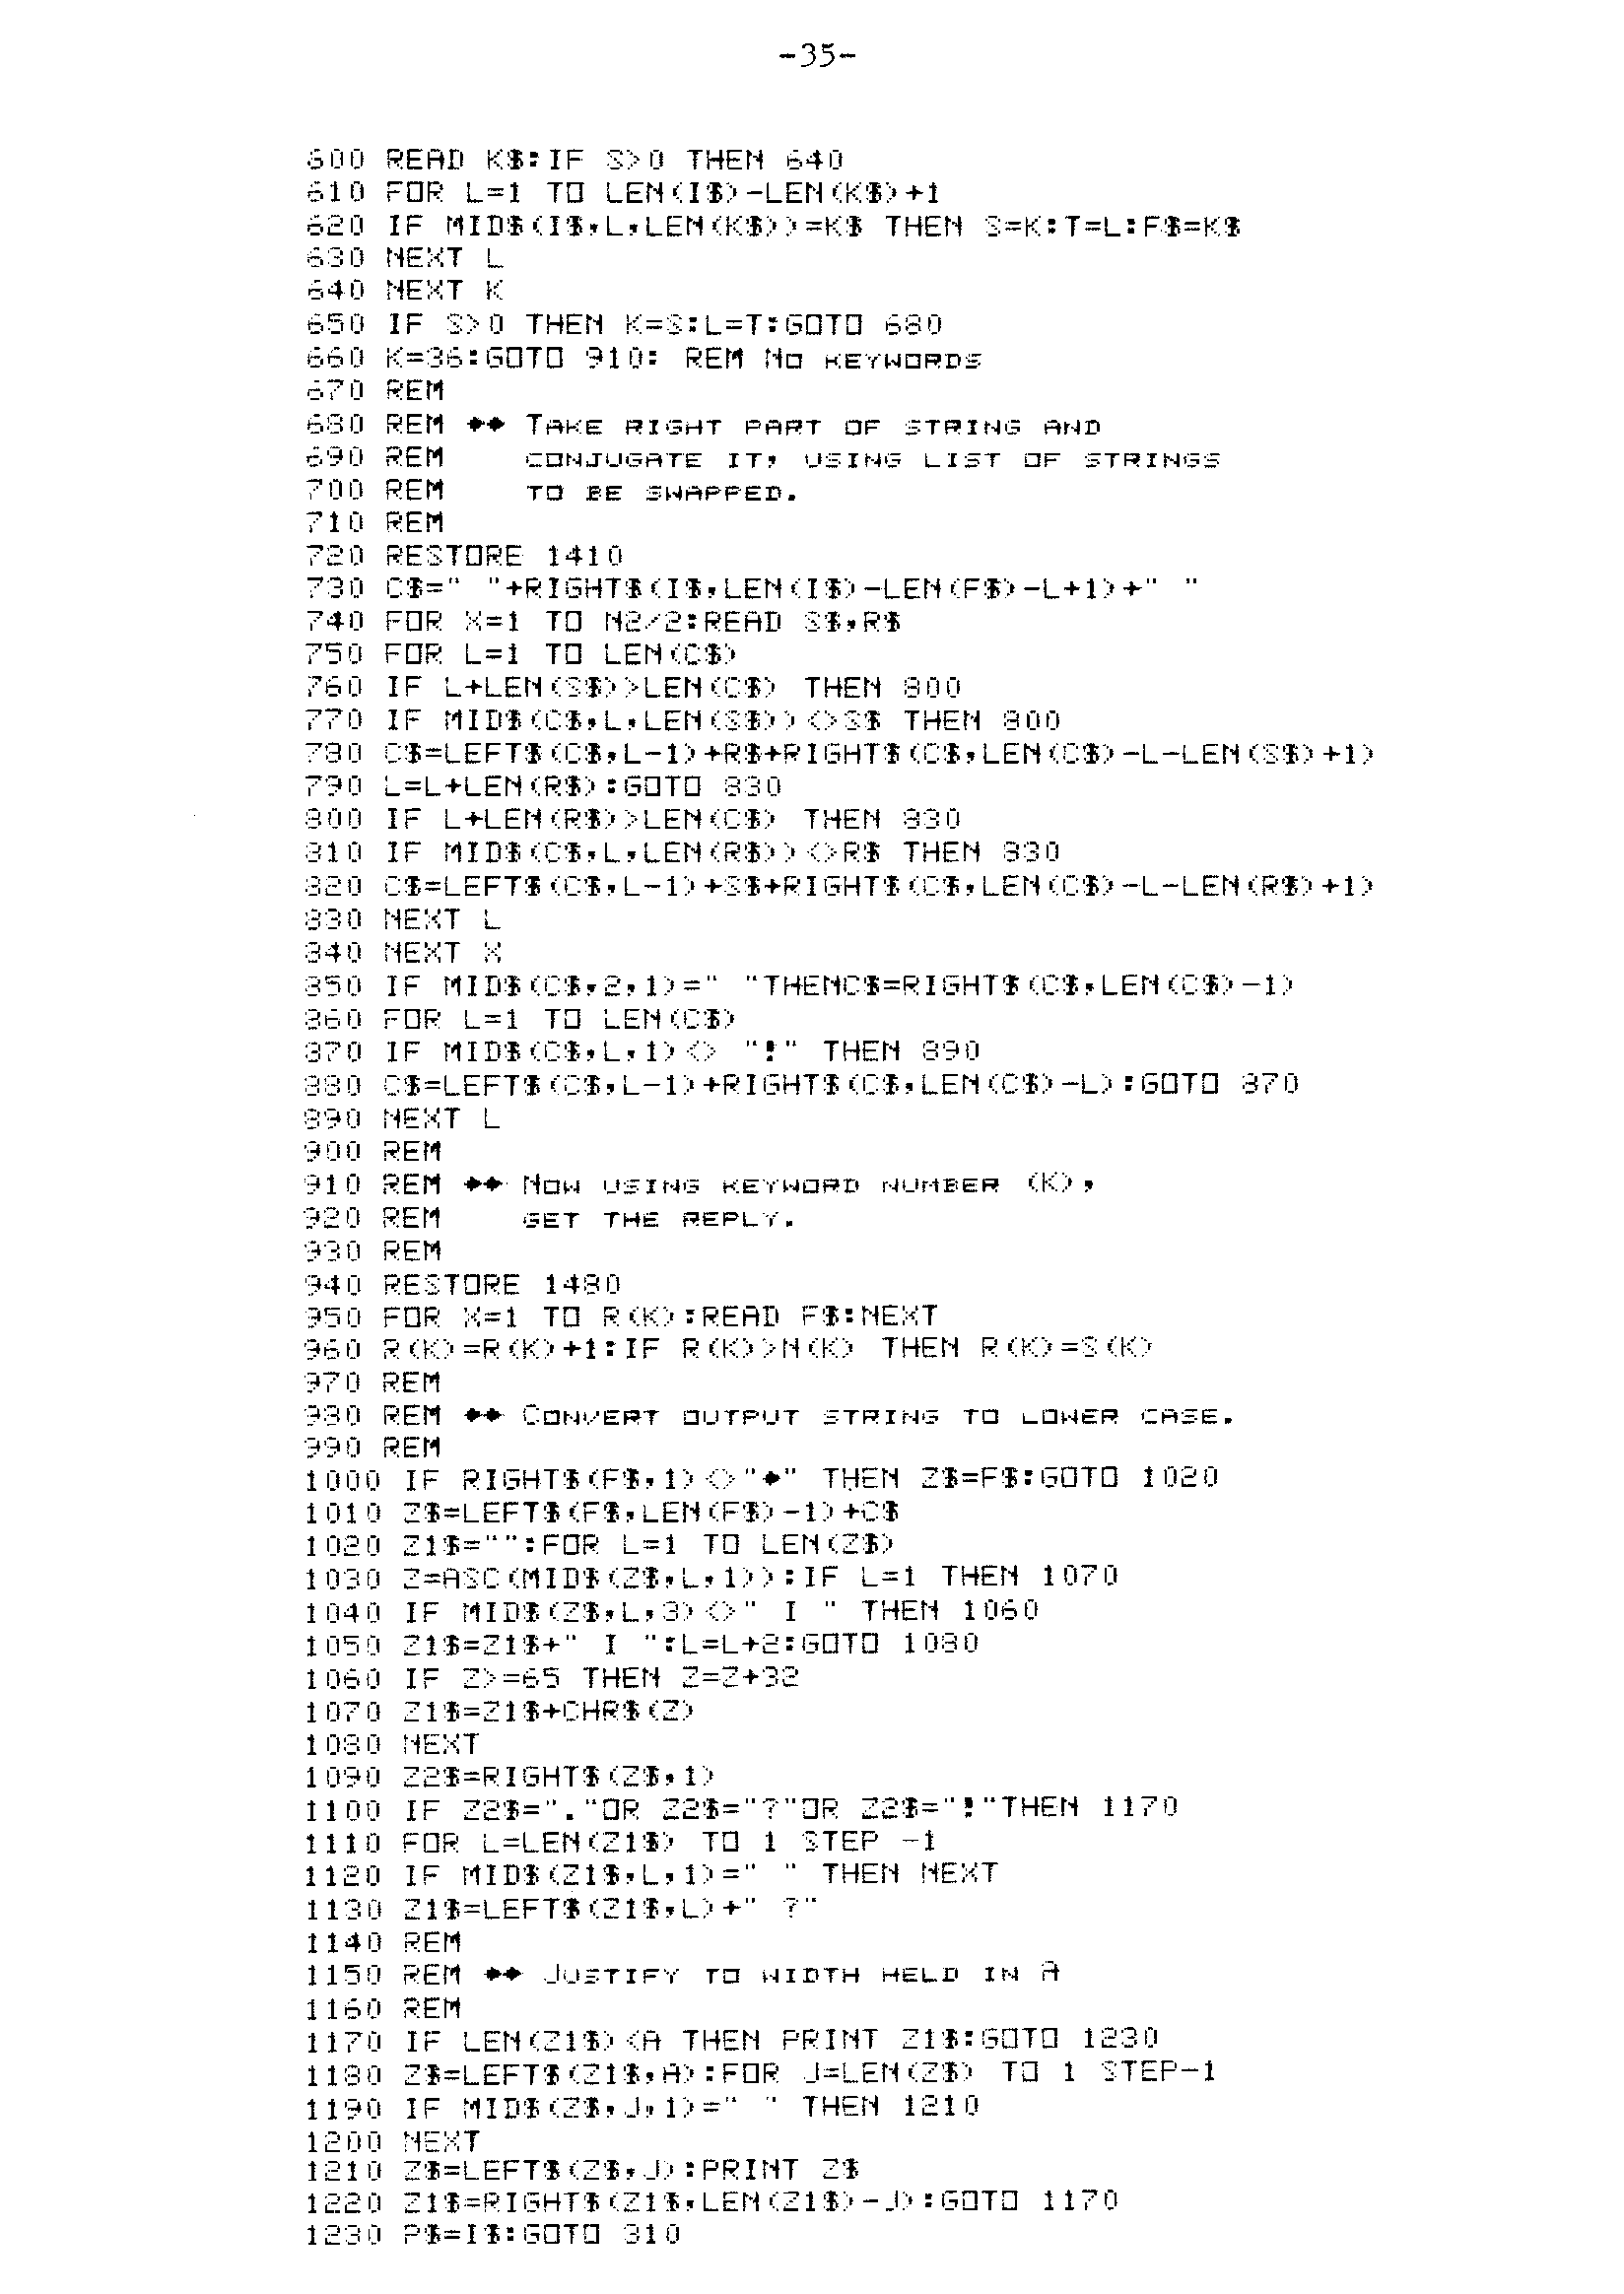 -35-
600 READ K$:IF S>0 THEN 640
610 FOR L=1 TO LEN(I$)-LEN(K$)+1
620 IF MID$(I$,L,LEN(K$))=K$ THEN S=K:T=L:F$=K$
630 NEXT L
640 NEXT K
650 IF S>0 THEN K=S:L=T:GOTO 680
660 K=36:GOTO 910: REM No keywords
670 REM
680 REM ** Take right part of string and
690 REM    conjugate it, using list of strings
700 REM    to be swapped.
710 REM
720 RESTORE 1410
730 C$=" "+RIGHT$(I$,LEN(I$)-LEN(F$)-L+1)+" "
740 FOR X=1 TO N2/2:READ S$,R$
750 FOR L=1 TO LEN(C$)
760 IF L+LEN(S$)>LEN(C$) THEN 800
770 IF MID$(C$,L,LEN(S$))<>S$ THEN 800
780 C$=LEFT$(C$,L-1)+R$+RIGHT$(C$,LEN(C$)-L-LEN(S$)+1)
790 L=L+LEN(R$):GOTO 830
800 IF L+LEN(R$)>LEN(C$) THEN 830
810 IF MID$(C$,L,LEN(R$))<>R$ THEN 830
820 C$=LEFT$(C$,L-1)+S$+RIGHT$(C$,LEN(C$)-L-LEN(R$)+1)
830 NEXT L
840 NEXT X
850 IF MID$(C$,2,1)=" "THENC$=RIGHT$(C$,LEN(C$)-1)
860 FOR L=1 TO LEN(C$)
870 IF MID$(C$,L,1)<> "!" THEN 890
880 C$=LEFT$(C$,L-1)+RIGHT$(C$,LEN(C$)-L):GOTO 870
890 NEXT L
900 REM
910 REM ** Now using keyword number (K),
920 REM    get the reply.
930 REM
940 RESTORE 1480
950 FOR X=1 TO R(K):READ F$:NEXT
960 R(K)=R(K)+1:IF R(K)>N(K) THEN R(K)=S(K)
970 REM
980 REM ** Convert output string to lower case.
990 REM
1000 IF RIGHT$(F$,1)<>"*" THEN Z$=F$:GOTO 1020
1010 Z$=LEFT$(F$,LEN(F$)-1)+C$
1020 Z1$="":FOR L=1 TO LEN(Z$)
1030 Z=ASC(MID$(Z$,L,1)):IF L=1 THEN 1070
1040 IF MID$(Z$,L,3)<>" I " THEN 1060
1050 Z1$=Z1$+" I ":L=L+2:GOTO 1080
1060 IF Z>=65 THEN Z=Z+32
1070 Z1$=Z1$+CHR$(Z)
1080 NEXT
1090 Z2$=RIGHT$(Z$,1)
1100 IF Z2$="."OR Z2$="?"OR Z2$="!"THEN 1170
1110 FOR L=LEN(Z1$) TO 1 STEP -1
1120 IF MID$(Z1$,L,1)=" " THEN NEXT
1130 Z1$=LEFT$(Z1$,L)+" ?"
1140 REM
1150 REM ** Justify to width held in A
1160 REM
1170 IF LEN(Z1$)<A THEN PRINT Z1$:GOTO 1230
1180 Z$=LEFT$(Z1$,A):FOR J=LEN(Z$) TO 1 STEP-1
1190 IF MID$(Z$,J,1)=" " THEN 1210
1200 NEXT
1210 Z$=LEFT$(Z$,J):PRINT Z$
1220 Z1$=RIGHT$(Z1$,LEN(Z1$)-J):GOTO 1170
1230 P$=I$:GOTO 310